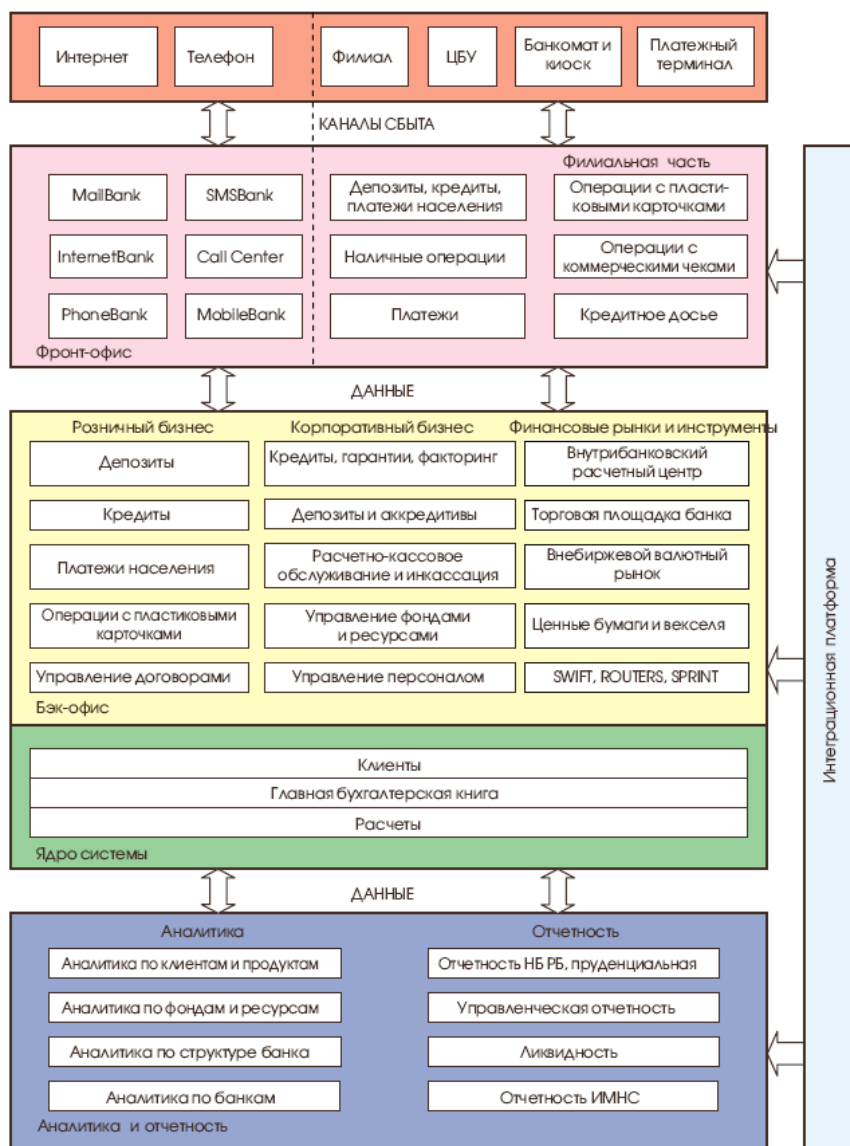 Интернет
Телефон
Филиал
ЦБУ
Банкомат и
киоск
Платежный
терминал
КАНАЛЫ СБЫТА
Филиальная часть
MailBank
SMSBank
Депозиты, кредиты,
платежи населения
Операции с пласти-
ковыми карточками
InternetBank
Call Center
Наличные операции
Операции с
коммерческими чеками
PhoneBank
MobileBank
Платежи
Кредитное досье
Фронт-офис
ДАННЫЕ
Розничный бизнес
Корпоративный бизнес
Финансовые рынки и инструменты
Депозиты
Кредиты, гарантии, факторинг
Внутрибанковский
расчетный центр
Кредиты
Депозиты и аккредитивы
Торговая площадка банка
Платежи населения
Расчетно-кассовое
обслуживание и инкассация
Внебиржевой валютный
рынок
Операции с пластиковыми
карточками
Управление фондами
и ресурсами
Ценные бумаги и векселя
Управление договорами
Управление персоналом
SWIFT, ROUTERS, SPRINT
Бэк-офис
Клиенты
Главная бухгалтерская книга
Расчеты
Ядро системы
ДАННЫЕ
Аналитика
Отчетность
Аналитика по клиентам и продуктам
Отчетность НБ РБ, пруденциальная
Аналитика по фондам и ресурсам
Управленческая отчетность
Аналитика по структуре банка
Ликвидность
Аналитика по банкам
Отчетность ИМНС
Аналитика и отчетность
Интеграционная платформа